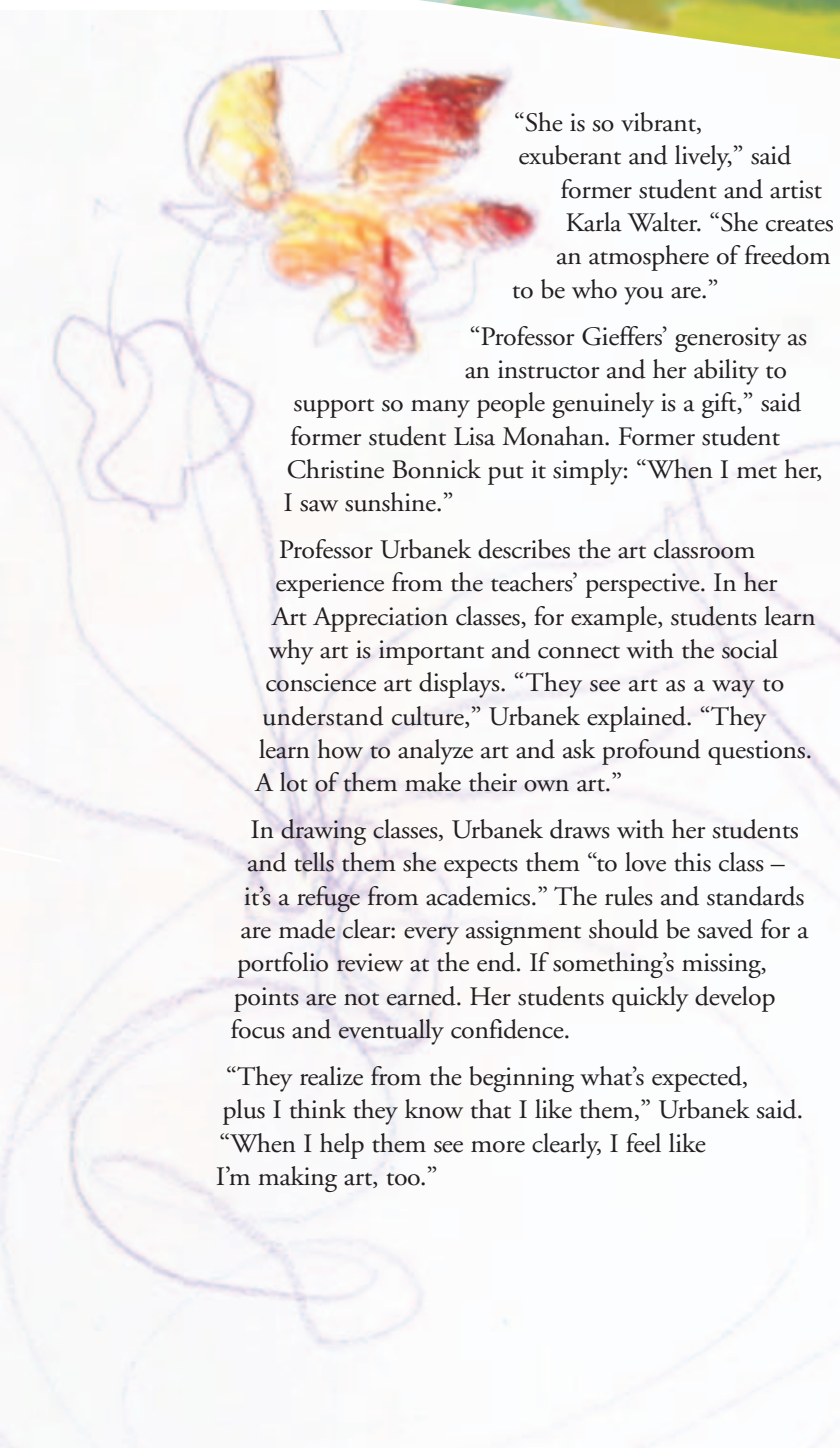 “She is so vibrant,
exuberant and lively,” said
former student and artist
Karla Walter. “She creates
an atmosphere of freedom
to be who you are.”
“Professor Gieffers’ generosity as
an instructor and her ability to
support so many people genuinely is a gift,” said
former student Lisa Monahan. Former student
Christine Bonnick put it simply: “When I met her,
I saw sunshine.”
Professor Urbanek describes the art classroom
experience from the teachers’ perspective. In her
Art Appreciation classes, for example, students learn
why art is important and connect with the social
conscience art displays. “They see art as a way to
understand culture,” Urbanek explained. “They
learn how to analyze art and ask profound questions.
A lot of them make their own art.”
In drawing classes, Urbanek draws with her students
and tells them she expects them “to love this class –
it’s a refuge from academics.” The rules and standards
are made clear: every assignment should be saved for a
portfolio review at the end. If something’s missing,
points are not earned. Her students quickly develop
focus and eventually confidence.
“They realize from the beginning what’s expected,
plus I think they know that I like them,” Urbanek said.
“When I help them see more clearly, I feel like
I’m making art, too.”